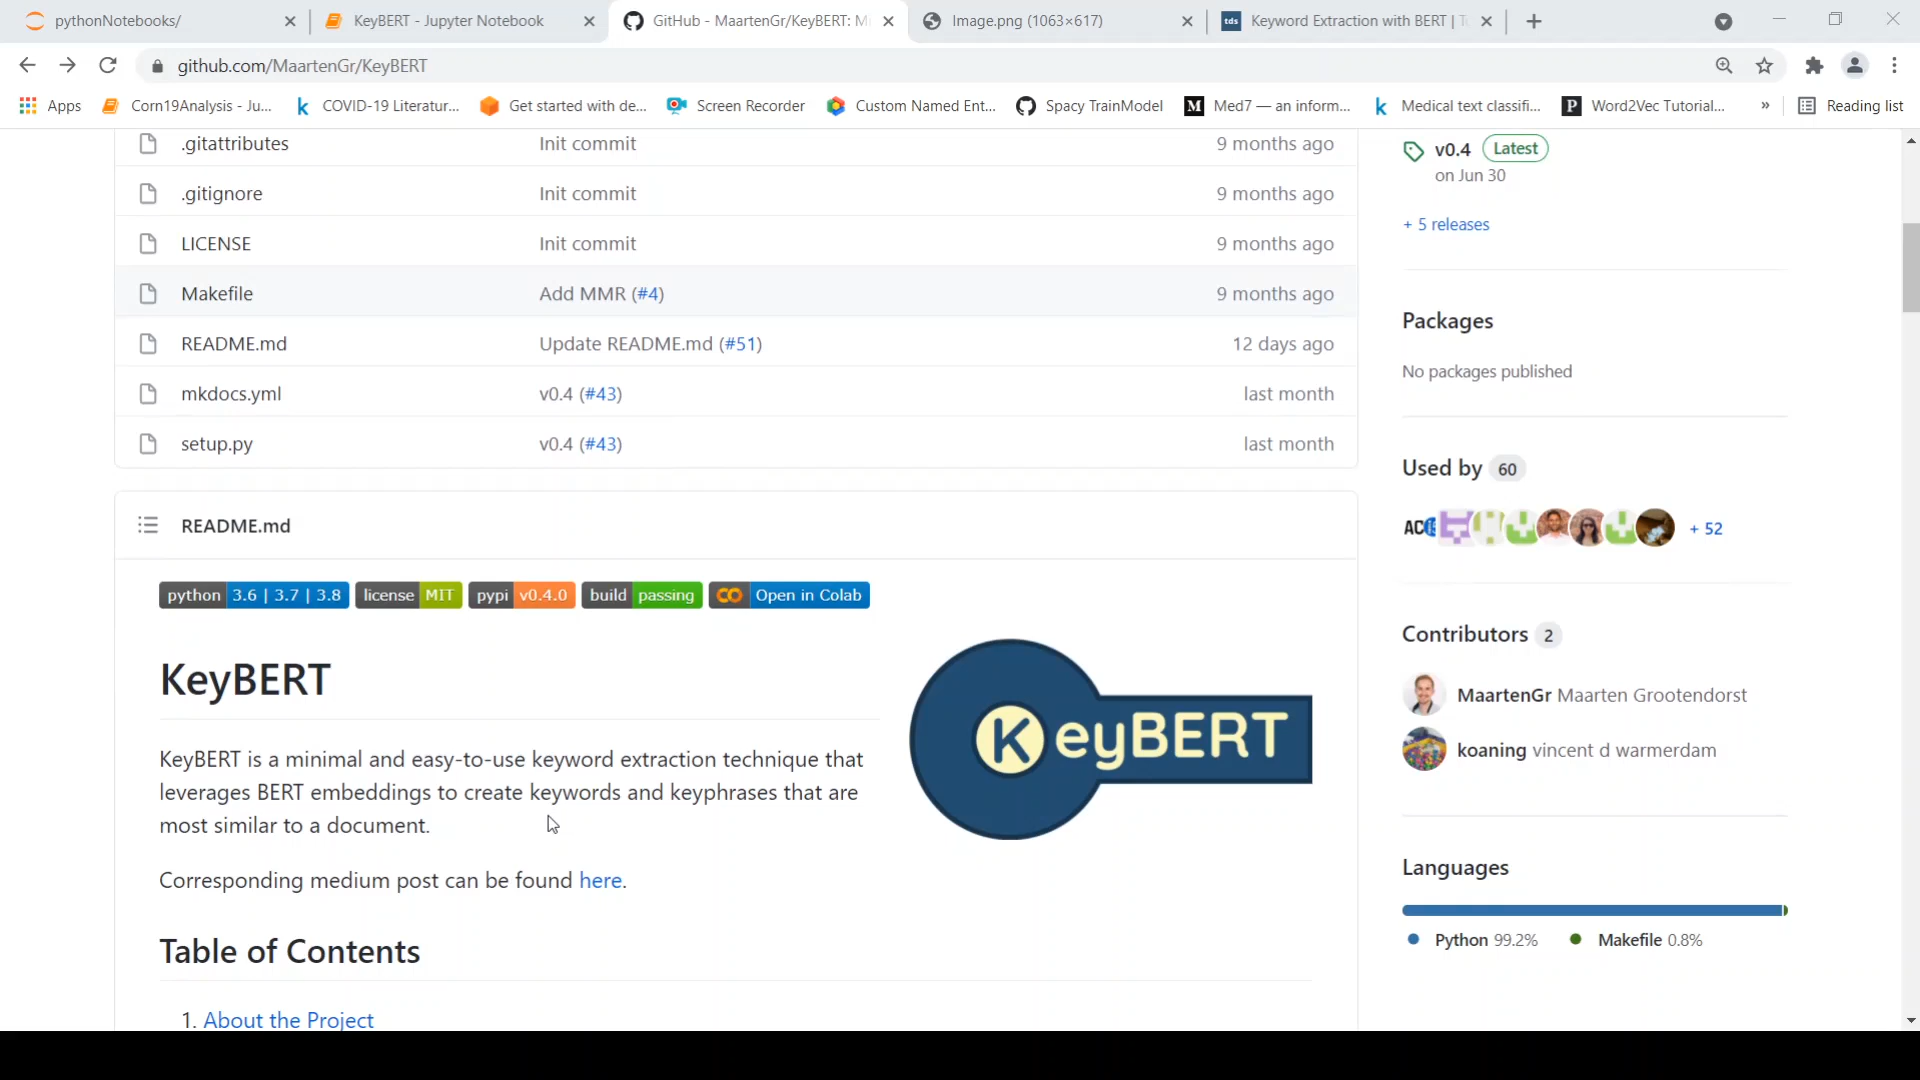 pythonNotebooks/
KeyBERT - Jupyter Notebook
GitHub - MaartenGr/KeyBERT: Mi
Image.png (1063×617)
tds Keyword Extraction with BERT | To
github.com/MaartenGr/KeyBERT
Apps
Corn19Analysis - Ju...
k COVID-19 Literatur...
Get started with de...
Screen Recorder
Custom Named Ent...
Spacy TrainModel
M Med7 — an inform...
k Medical text classifi...
P Word2Vec Tutorial...
»
Reading list
.gitattributes Init commit 9 months ago
.gitignore Init commit 9 months ago
LICENSE Init commit 9 months ago
Makefile Add MMR (#4) 9 months ago
README.md Update README.md (#51) 12 days ago
mkdocs.yml v0.4 (#43) last month
setup.py v0.4 (#43) last month
README.md
python 3.6 | 3.7 | 3.8 license MIT pypi v0.4.0 build passing Open in Colab
KeyBERT
KeyBERT
KeyBERT is a minimal and easy-to-use keyword extraction technique that
leverages BERT embeddings to create keywords and keyphrases that are
most similar to a document.
Corresponding medium post can be found here.
Table of Contents
1. About the Project
v0.4 Latest
on Jun 30
+ 5 releases
Packages
No packages published
Used by 60
AC
+ 52
Contributors 2
MaartenGr Maarten Grootendorst
koaning vincent d warmerdam
Languages
Python 99.2% Makefile 0.8%